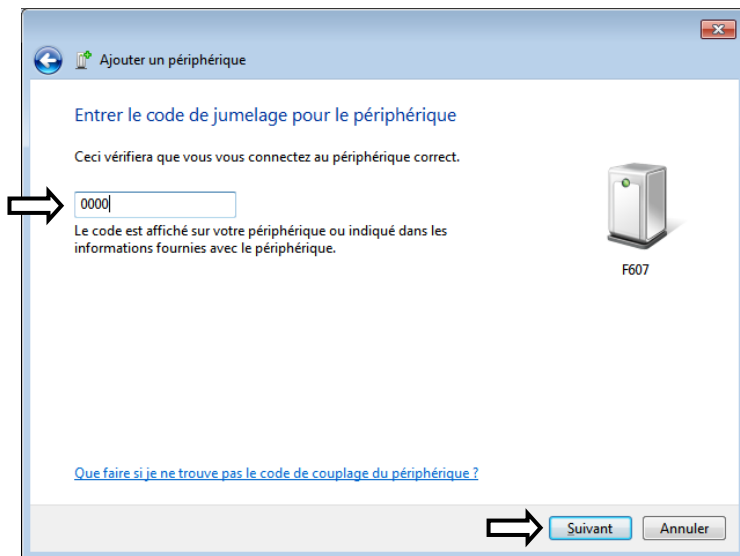 Ajouter un périphérique
Entrer le code de jumelage pour le périphérique
Ceci vérifiera que vous vous connectez au périphérique correct.
0000
Le code est affiché sur votre périphérique ou indiqué dans les
informations fournies avec le périphérique.
F607
Que faire si je ne trouve pas le code de couplage du périphérique ?
Suivant
Annuler